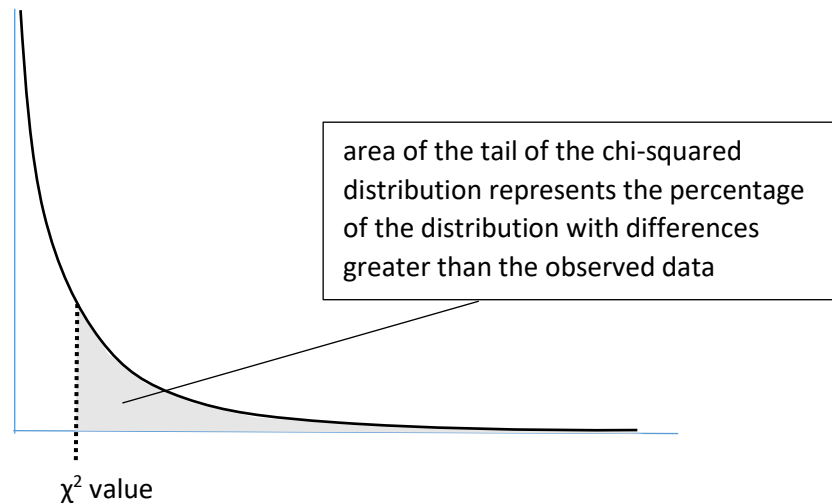 area of the tail of the chi-squared
distribution represents the percentage
of the distribution with differences
greater than the observed data
χ² value